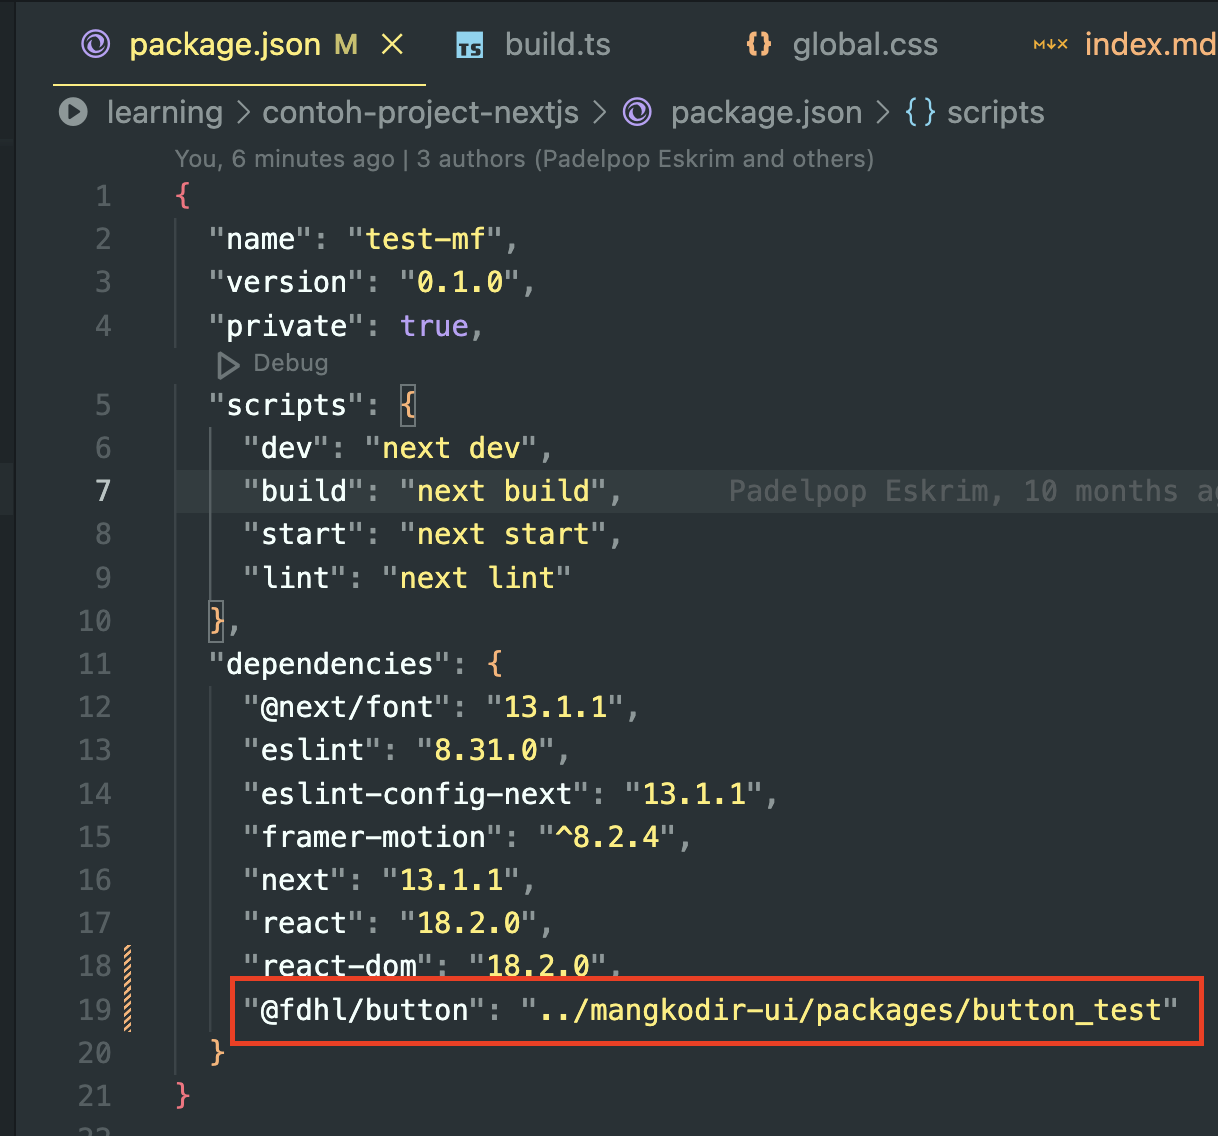 package.json M
TS build.ts
global.css
M↓X index.md
learning > contoh-project-nextjs > package.json > {} scripts
You, 6 minutes ago | 3 authors (Padelpop Eskrim and others)
1 {
2 "name": "test-mf",
3 "version": "0.1.0",
4 "private": true,
Debug
5 "scripts": {
6 "dev": "next dev",
7 "build": "next build", Padelpop Eskrim, 10 months
8 "start": "next start",
9 "lint": "next lint"
10 },
11 "dependencies": {
12 "@next/font": "13.1.1",
13 "eslint": "8.31.0",
14 "eslint-config-next": "13.1.1",
15 "framer-motion": "^8.2.4",
16 "next": "13.1.1",
17 "react": "18.2.0",
18 "react-dom": "18.2.0",
19 "@fdhl/button": "../mangkodir-ui/packages/button_test"
20 }
21 }